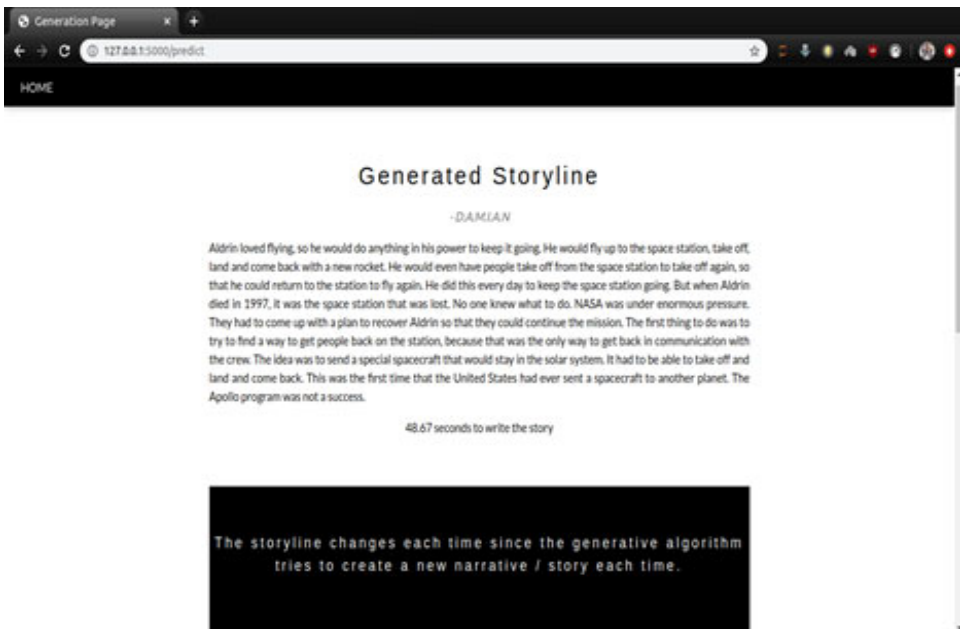 Generation Page
127.0.0.1:5000/predict
HOME
Generated Storyline
-DAMIAN
Aldrin loved flying, so he would do anything in his power to keep it going. He would fly up to the space station, take off,
land and come back with a new rocket. He would even have people take off from the space station to take off again, so
that he could return to the station to fly again. He did this every day to keep the space station going. But when Aldrin
died in 1997, it was the space station that was lost. No one knew what to do. NASA was under enormous pressure.
They had to come up with a plan to recover Aldrin so that they could continue the mission. The first thing to do was to
try to find a way to get people back on the station, because that was the only way to get back in communication with
the crew. The idea was to send a special spacecraft that would stay in the solar system. It had to be able to take off and
land and come back. This was the first time that the United States had ever sent a spacecraft to another planet. The
Apollo program was not a success.
48.67 seconds to write the story
The storyline changes each time since the generative algorithm
tries to create a new narrative / story each time.